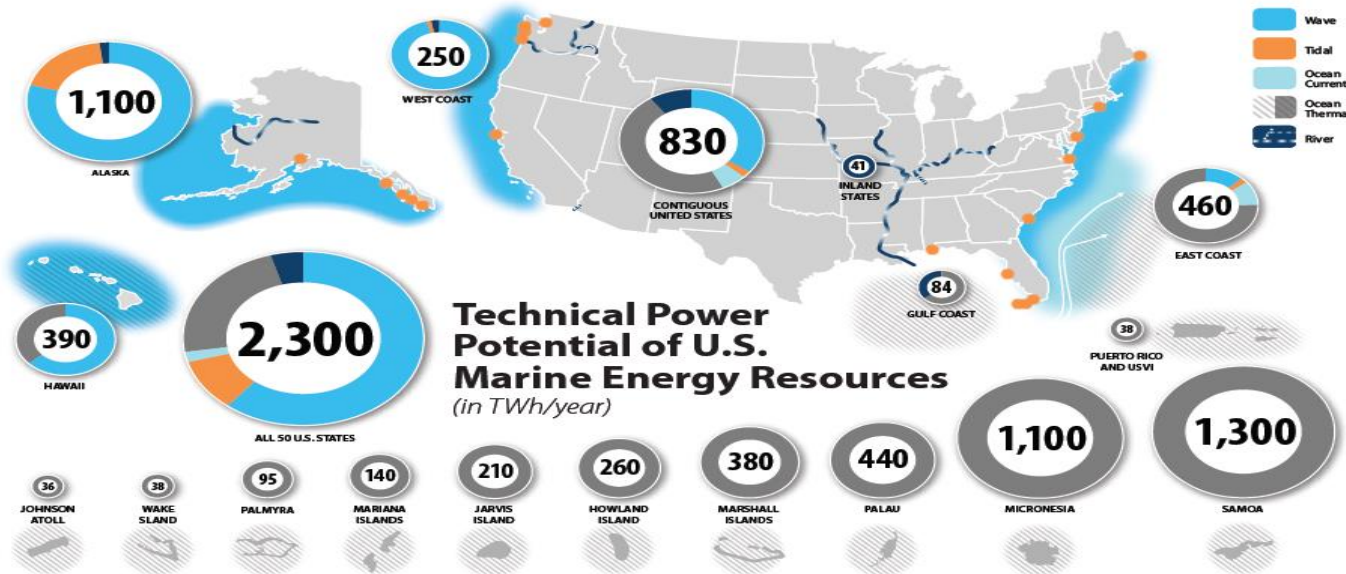 1,100
ALASKA
250
WEST COAST
830
CONTIGUOUS
UNITED STATES
41
INLAND
STATES
84
GULF COAST
460
EAST COAST
Wave
Tidal
Ocean
Current
Ocean
Therma
River
390
HAWAII
2,300
ALL 50 U.S. STATES
Technical Power
Potential of U.S.
Marine Energy Resources
(in TWh/year)
38
PUERTO RICO
AND USVI
36
JOHNSON
ATOLL
38
WAKE
SLAND
95
PALMYRA
140
MARIANA
ISLANDS
210
JARVIS
ISLAND
260
HOWLAND
ISLAND
380
MARSHALL
ISLANDS
440
PALAU
1,100
MICRONESIA
1,300
SAMOA